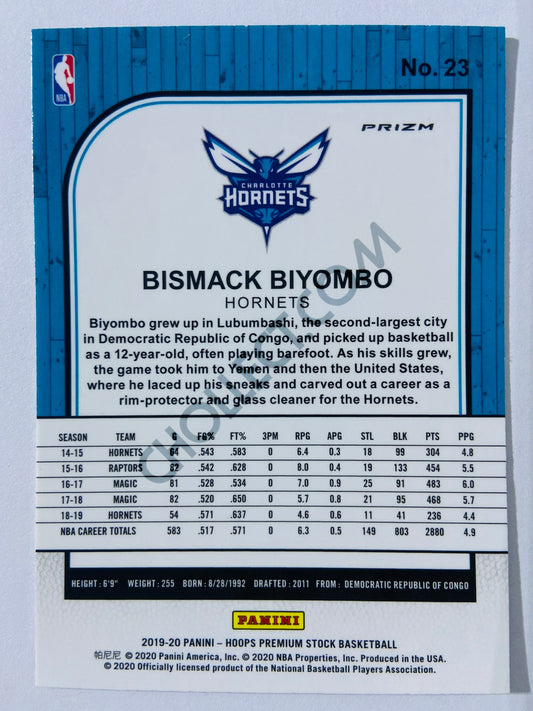 No. 23
NBA
PRIZM
CHARLOTTE
HORNETS
BISMACK BIYOMBO
HORNETS
Biyombo grew up in Lubumbashi, the second-largest city
in Democratic Republic of Congo, and picked up basketball
as a 12-year-old, often playing barefoot. As his skills grew,
the game took him to Yemen and then the United States,
where he laced up his sneaks and carved out a career as a
rim-protector and glass cleaner for the Hornets.
CHOLLECT.COM
SEASON TEAM G FG% FT% 3PM RPG APG STL BLK PTS PPG
14-15 HORNETS 64 .543 .583 0 6.4 0.3 18 99 304 4.8
15-16 RAPTORS 82 .542 .628 0 8.0 0.4 19 133 454 5.5
16-17 MAGIC 81 .528 .534 0 7.0 0.9 25 91 483 6.0
17-18 MAGIC 82 .520 .650 0 5.7 0.8 21 95 468 5.7
18-19 HORNETS 54 .571 .637 0 4.6 0.6 11 41 236 4.4
NBA CAREER TOTALS 583 .517 .571 0 6.3 0.5 149 803 2880 4.9
HEIGHT: 6'9" WEIGHT: 255 BORN: 8/28/1992 DRAFTED: 2011 FROM: DEMOCRATIC REPUBLIC OF CONGO
PANINI
2019-20 PANINI – HOOPS PREMIUM STOCK BASKETBALL
帕尼尼 © 2020 Panini America, Inc. © 2020 NBA Properties, Inc. Produced in the USA.
© 2020 Officially licensed product of the National Basketball Players Association.